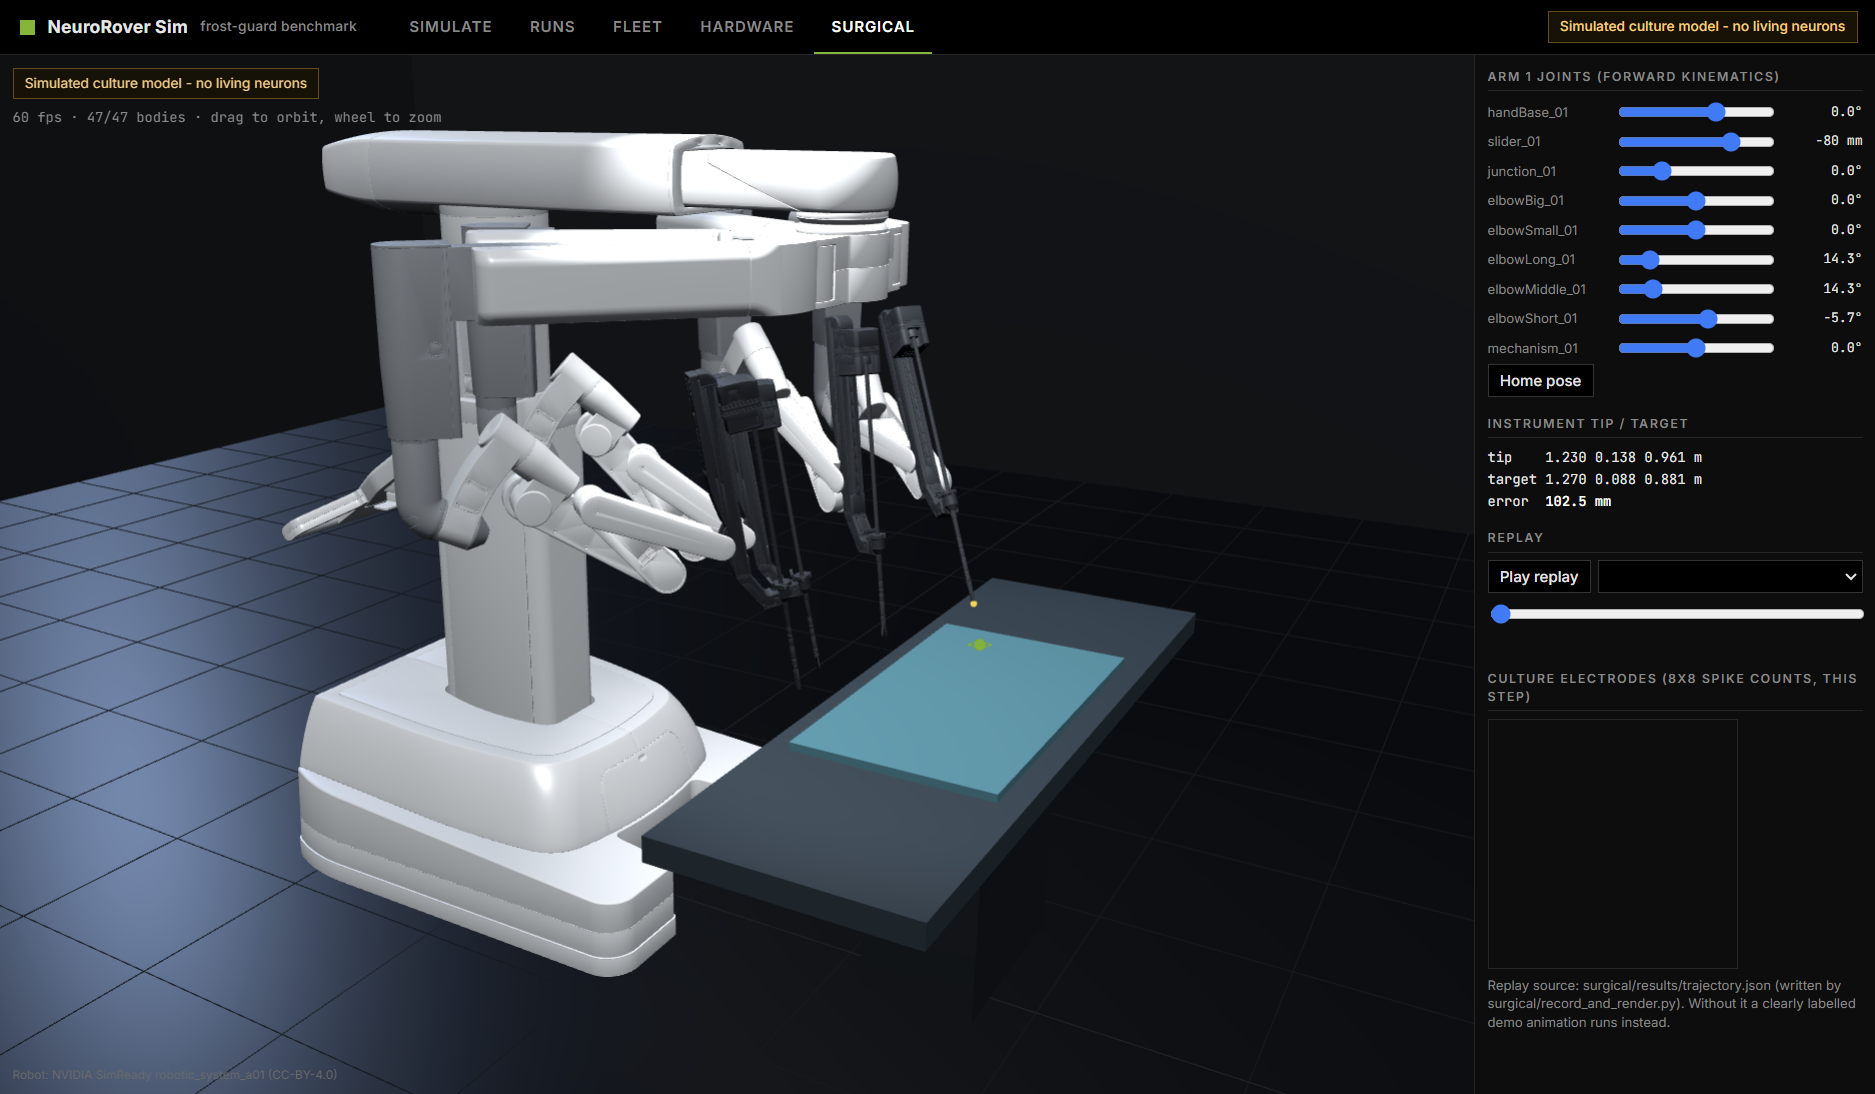 NeuroRover Sim frost-guard benchmark SIMULATE RUNS FLEET HARDWARE SURGICAL Simulated culture model - no living neurons
Simulated culture model - no living neurons
60 fps · 47/47 bodies · drag to orbit, wheel to zoom
ARM 1 JOINTS (FORWARD KINEMATICS)
handBase_01 0.0°
slider_01 -80 mm
junction_01 0.0°
elbowBig_01 0.0°
elbowSmall_01 0.0°
elbowLong_01 14.3°
elbowMiddle_01 14.3°
elbowShort_01 -5.7°
mechanism_01 0.0°
Home pose
INSTRUMENT TIP / TARGET
tip 1.230 0.138 0.961 m
target 1.270 0.088 0.881 m
error 102.5 mm
REPLAY
Play replay
CULTURE ELECTRODES (8X8 SPIKE COUNTS, THIS
STEP)
Replay source: surgical/results/trajectory.json (written by
surgical/record_and_render.py). Without it a clearly labelled
demo animation runs instead.
Robot: NVIDIA SimReady robotic_system_a01 (CC-BY-4.0)